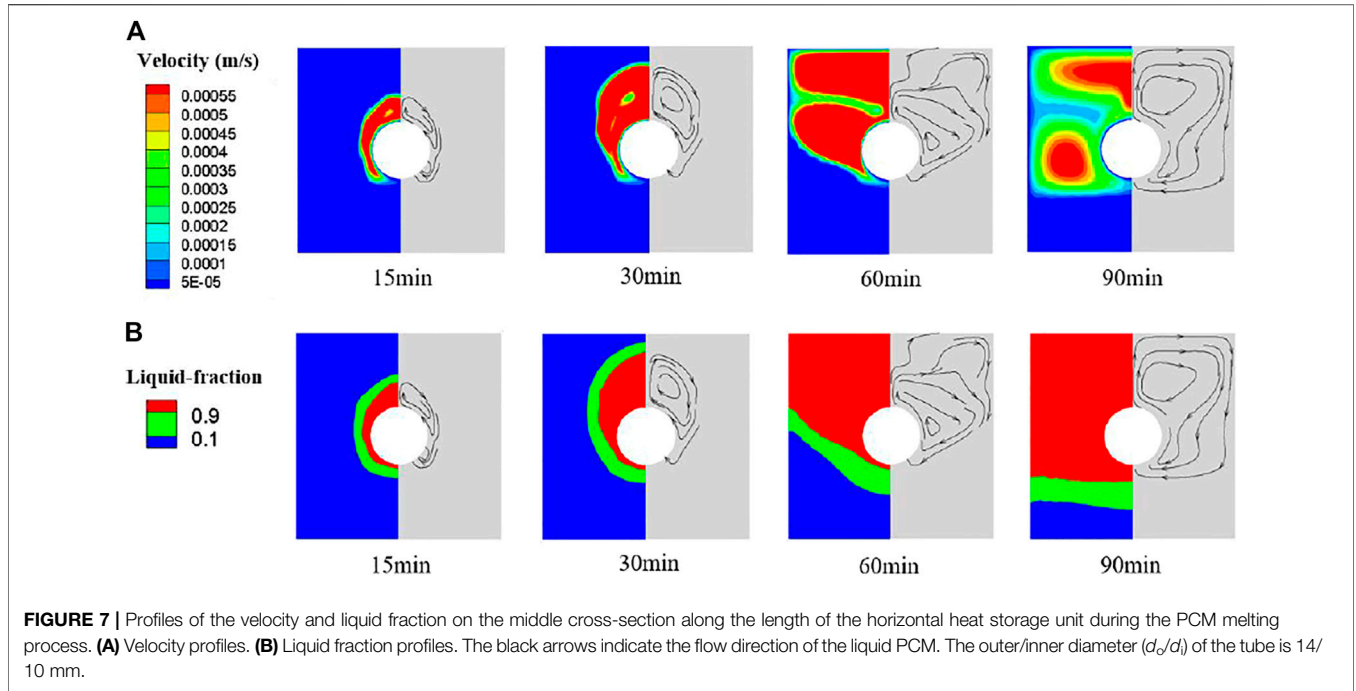 A
Velocity (m/s)
0.00055
0.0005
0.00045
0.0004
0.00035
0.0003
0.00025
0.0002
0.00015
0.0001
5E-05
15min
30min
60min
90min
B
Liquid-fraction
0.9
0.1
15min
30min
60min
90min
FIGURE 7 | Profiles of the velocity and liquid fraction on the middle cross-section along the length of the horizontal heat storage unit during the PCM melting
process. (A) Velocity profiles. (B) Liquid fraction profiles. The black arrows indicate the flow direction of the liquid PCM. The outer/inner diameter (do/di) of the tube is 14/
10 mm.